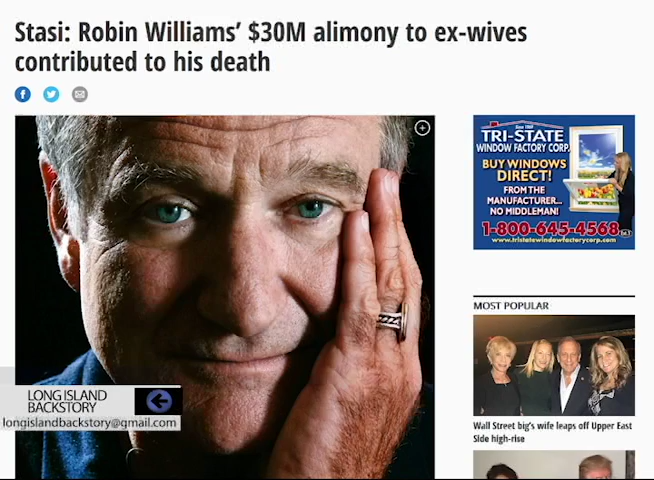 Stasi: Robin Williams’ $30M alimony to ex-wives
contributed to his death
TRI-STATE
WINDOW FACTORY CORP.
BUY WINDOWS
DIRECT!
FROM THE
MANUFACTURER...
NO MIDDLEMAN!
1-800-645-4568
www.tristatewindowfactorycorp.com
MOST POPULAR
LONG ISLAND
BACKSTORY
longislandbackstory@gmail.com
Wall Street big's wife leaps off Upper East
Side high-rise